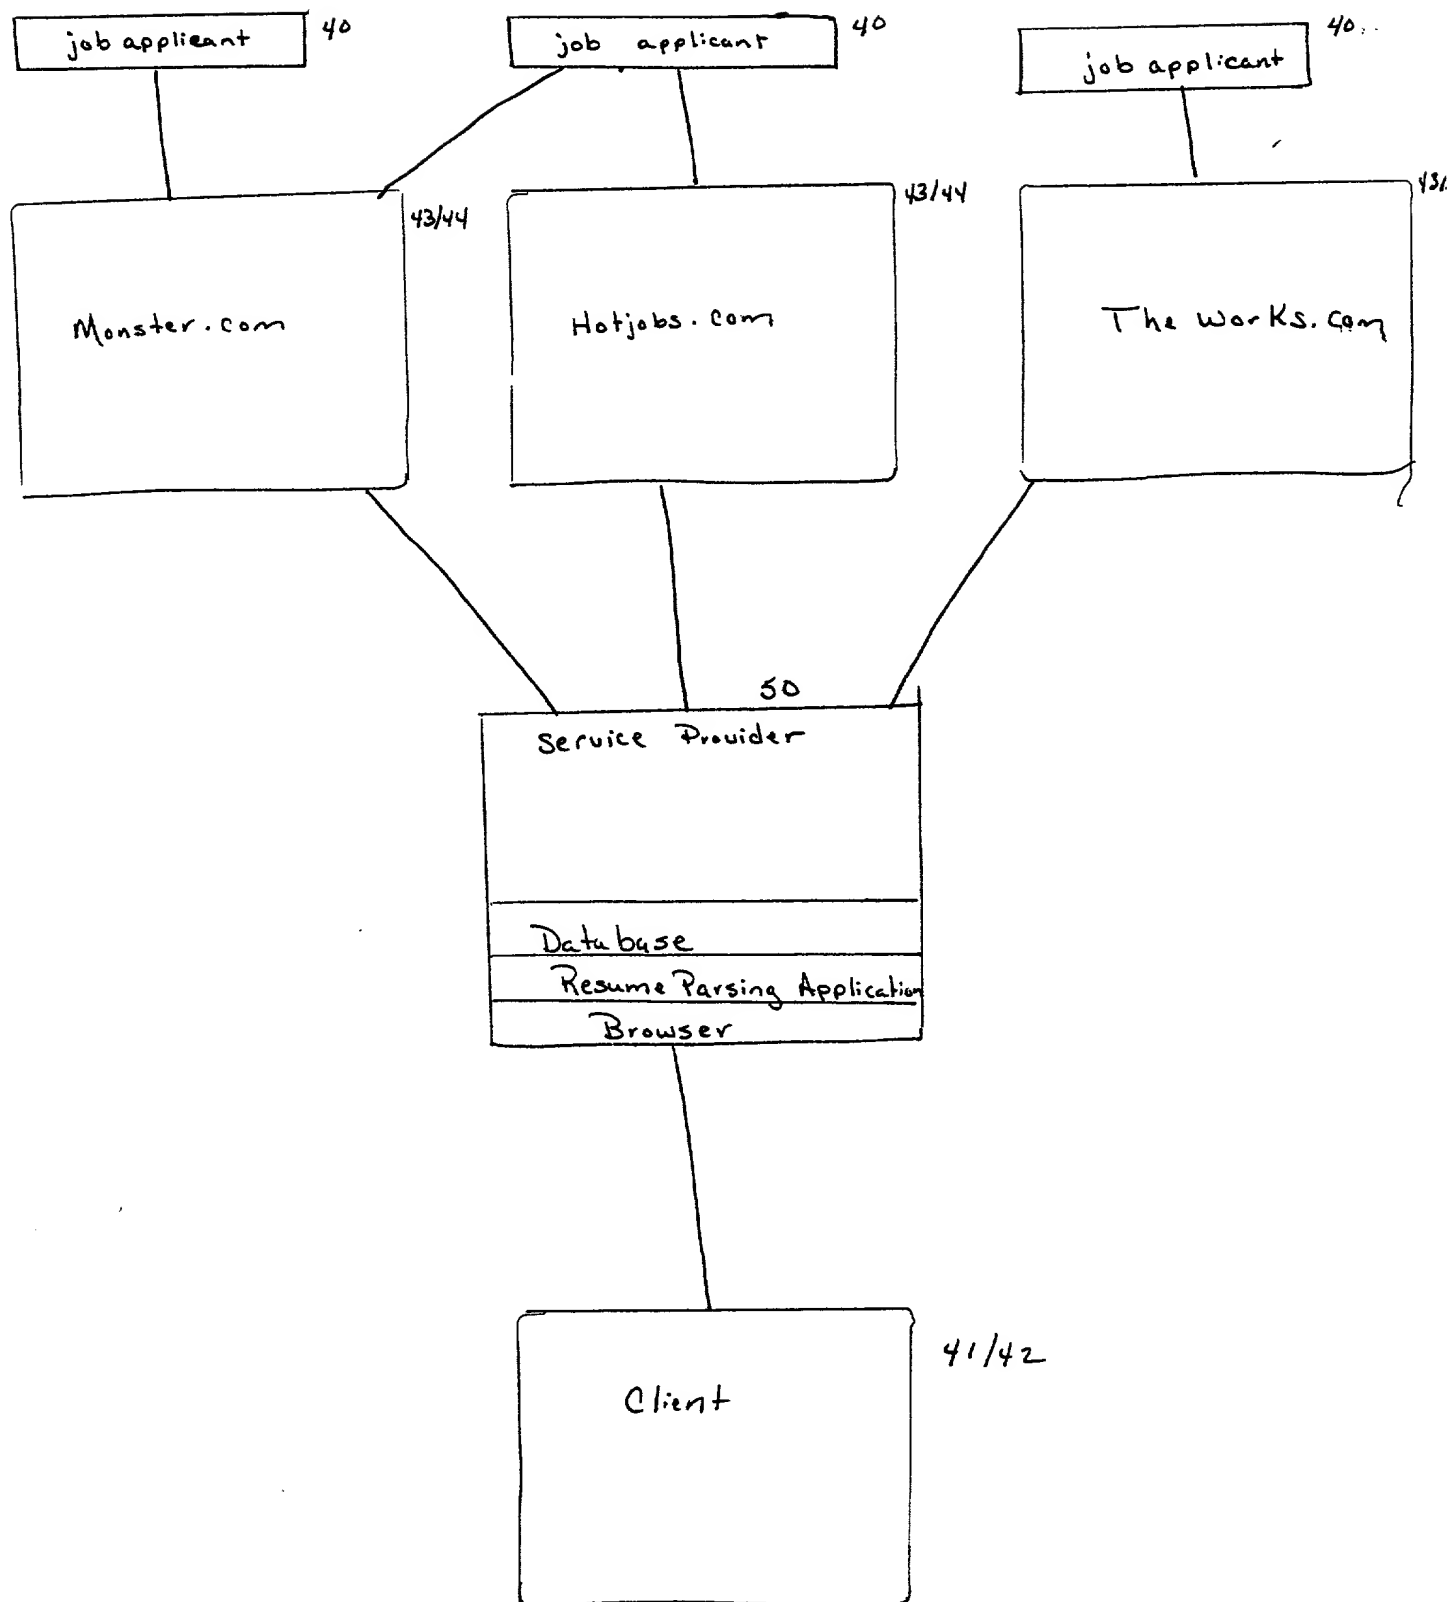 job applicant 40
job applicant 40
job applicant 40
43/44
43/44
43/
Monster.com
Hotjobs.com
The works.com
50
Service Provider
Database
Resume Parsing Application
Browser
41/42
Client